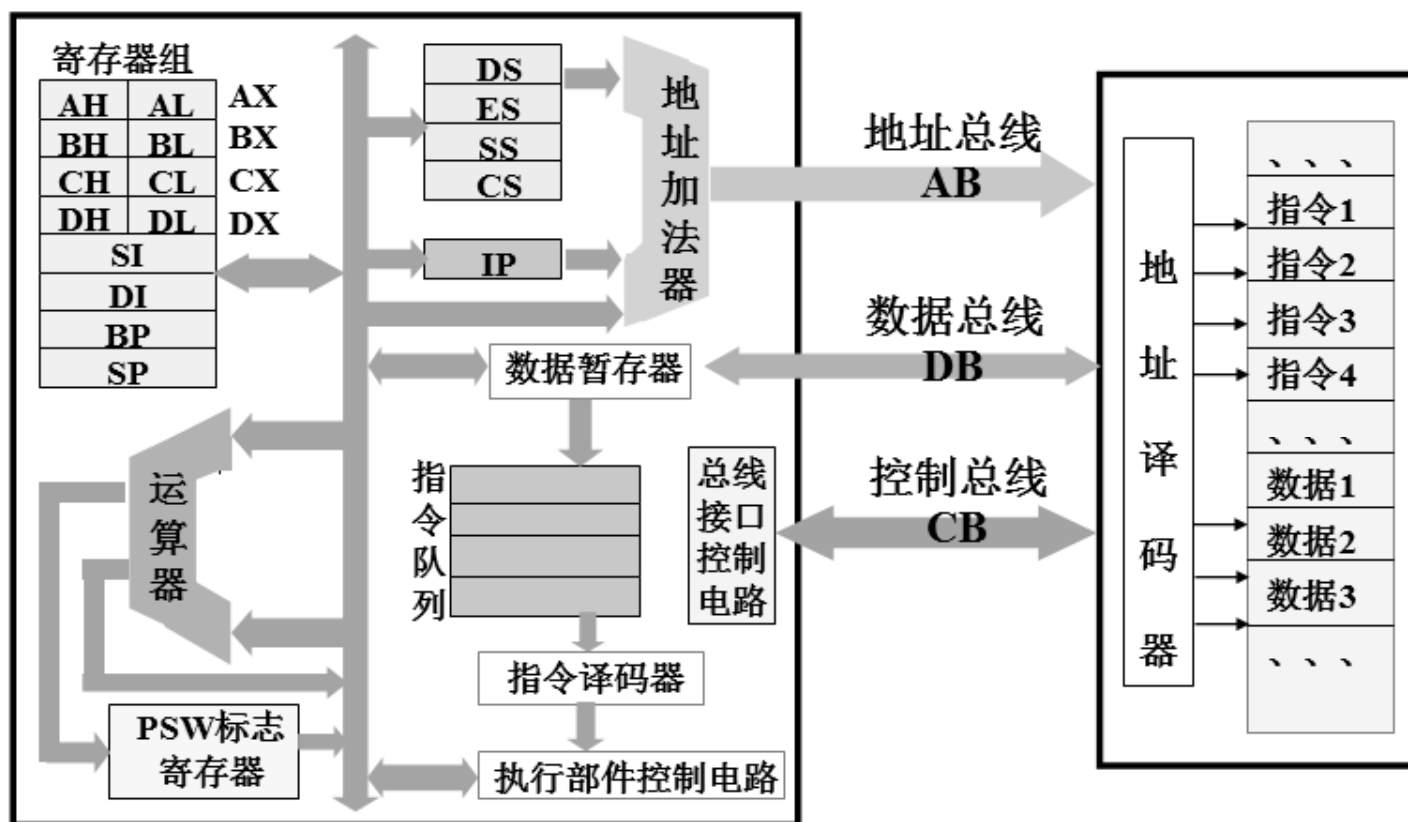 寄存器组
AH AL AX
BH BL BX
CH CL CX
DH DL DX
SI
DI
BP
SP
DS
ES
SS
CS
IP
地址加法器
数据暂存器
指令队列
指令译码器
执行部件控制电路
总线
接口
控制
电路
运算器
PSW标志
寄存器
地址总线
AB
数据总线
DB
控制总线
CB
地址译码器
、、、
指令1
指令2
指令3
指令4
、、、
数据1
数据2
数据3
、、、